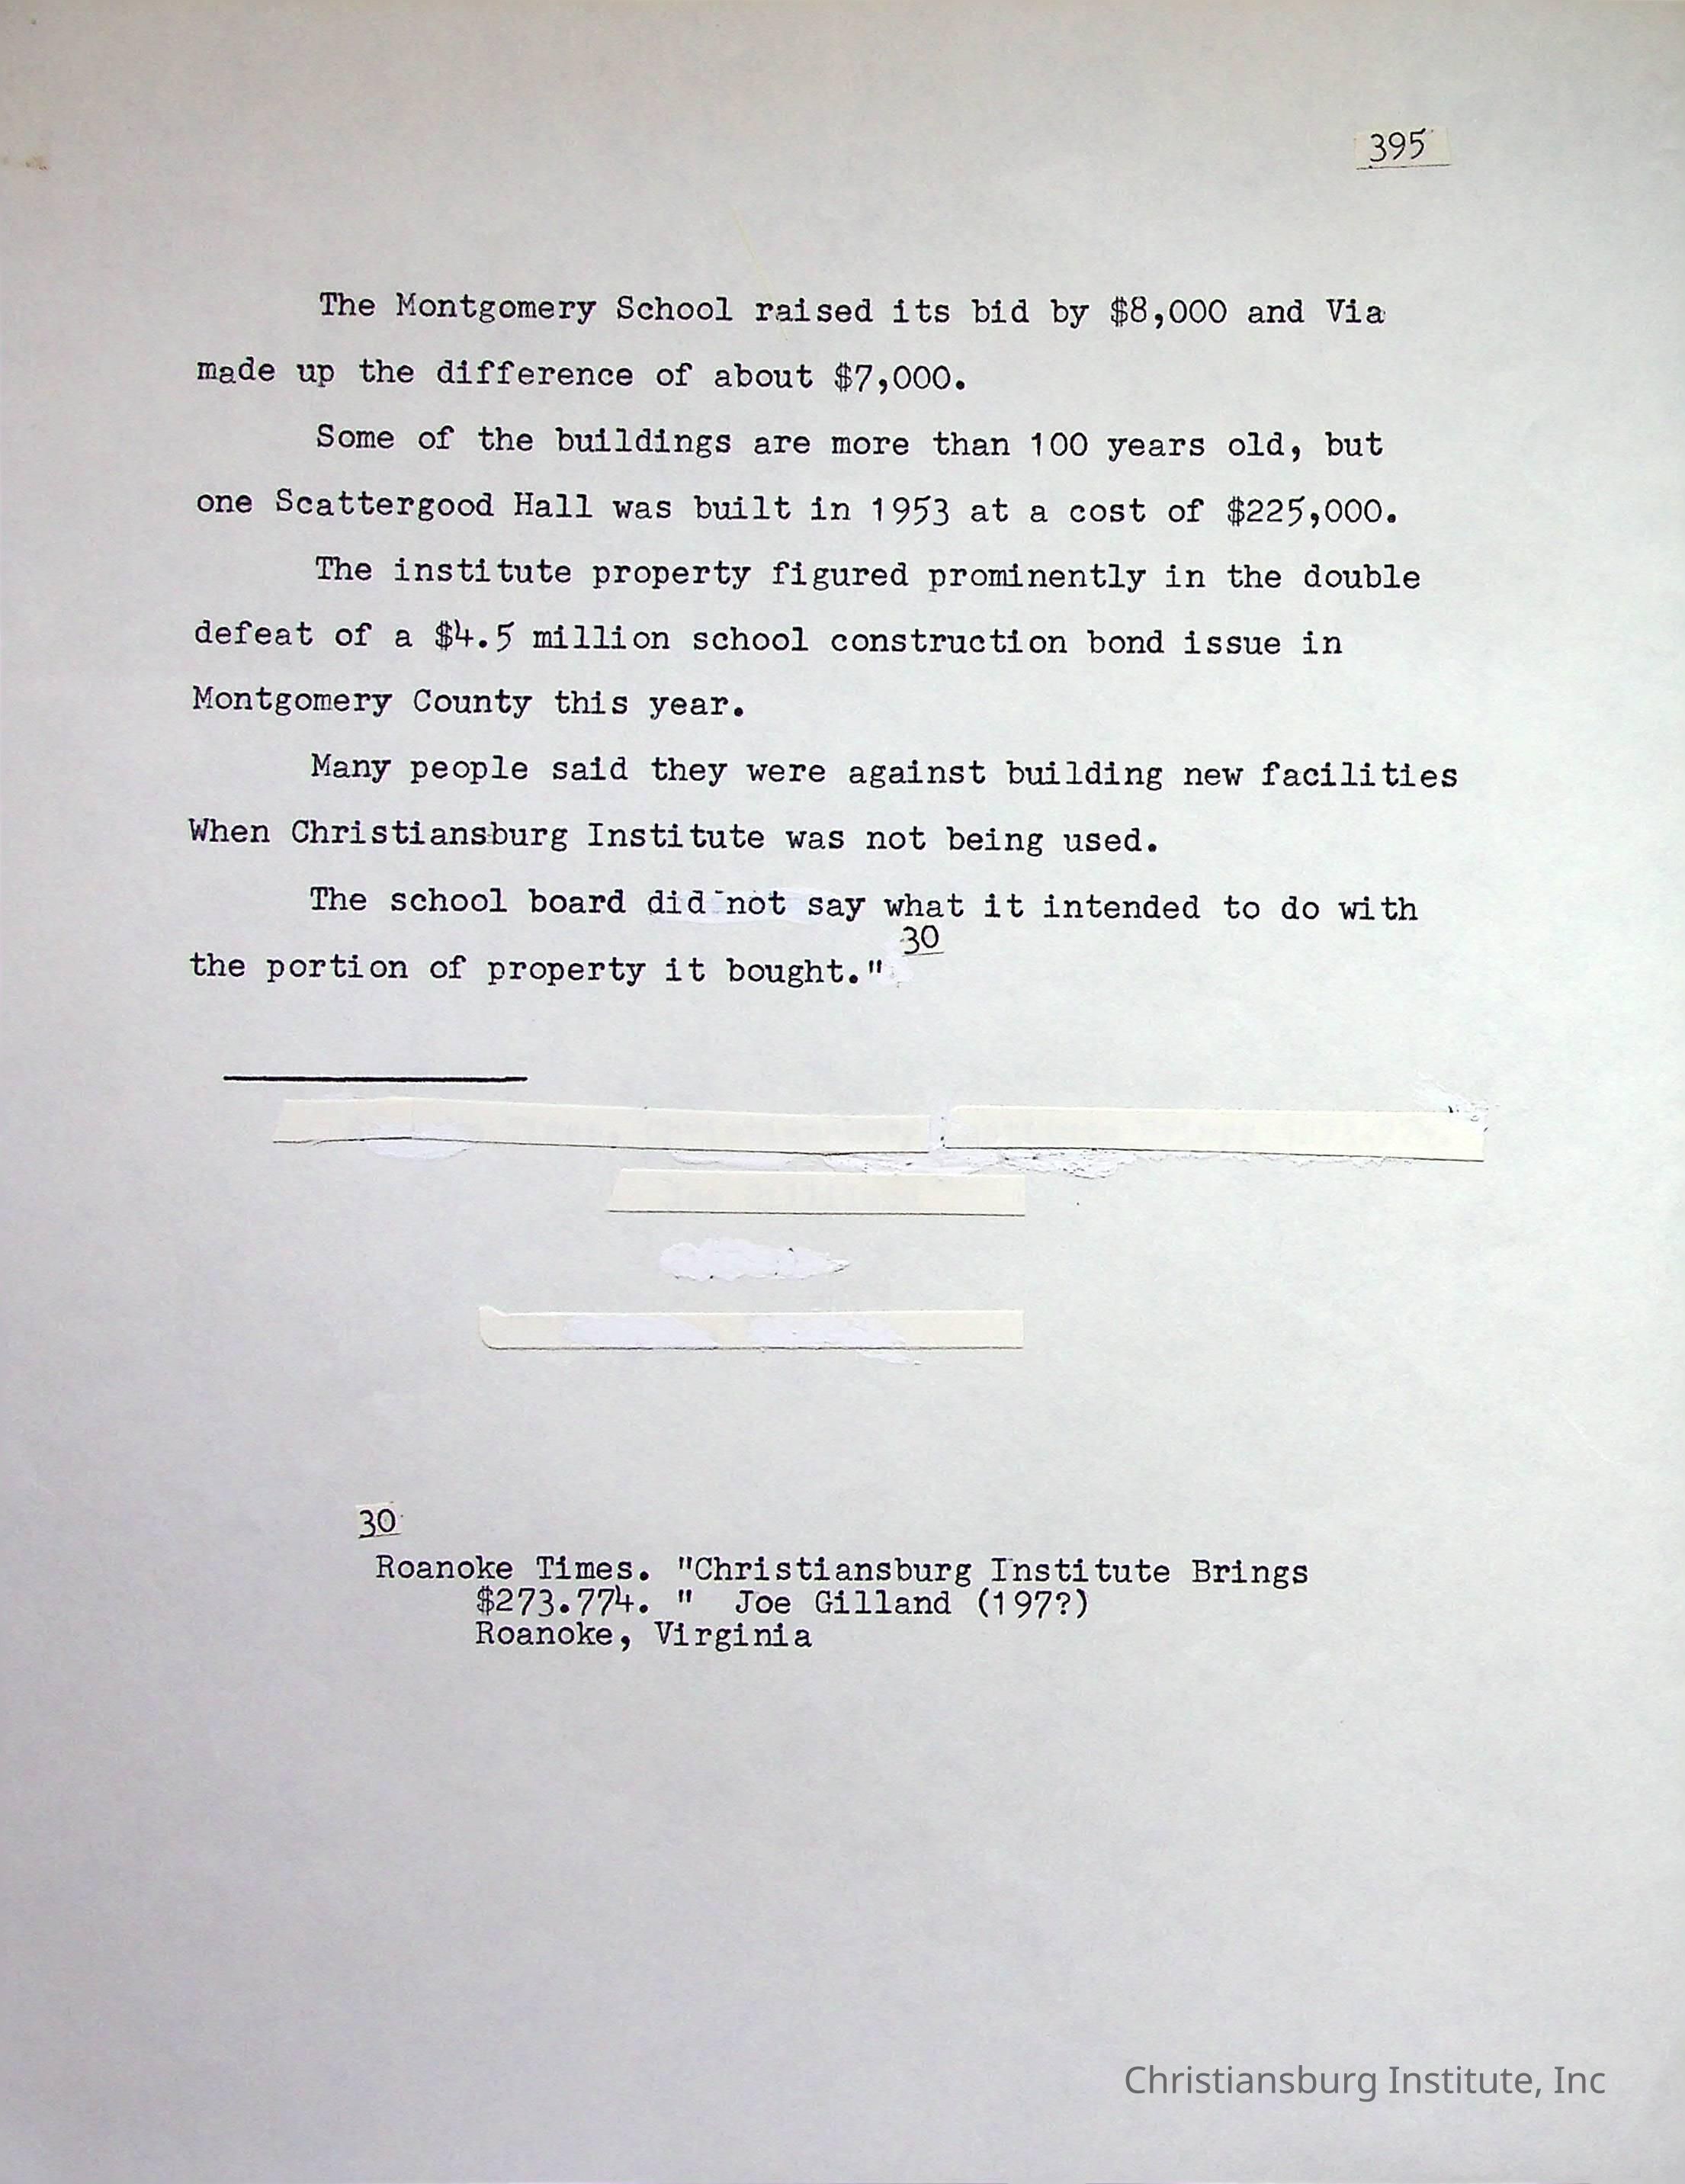 395
The Montgomery School raised its bid by $8,000 and Via
made up the difference of about $7,000.
Some of the buildings are more than 100 years old, but
one Scattergood Hall was built in 1953 at a cost of $225,000.
The institute property figured prominently in the double
defeat of a $4.5 million school construction bond issue in
Montgomery County this year.
Many people said they were against building new facilities
When Christiansburg Institute was not being used.
The school board did not say what it intended to do with
the portion of property it bought." 30
30
Roanoke Times. "Christiansburg Institute Brings
$273.774. " Joe Gilland (197?)
Roanoke, Virginia
Christiansburg Institute, Inc